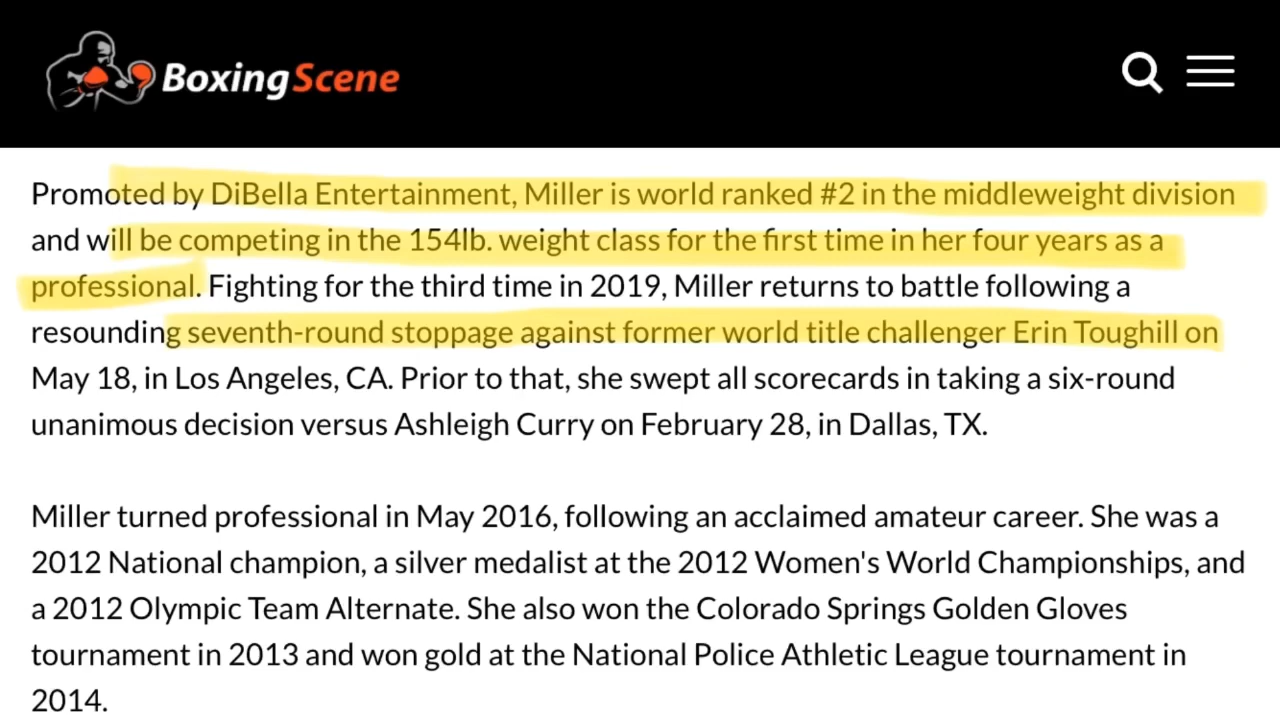 BoxingScene
Promoted by DiBella Entertainment, Miller is world ranked #2 in the middleweight division
and will be competing in the 154lb. weight class for the first time in her four years as a
professional. Fighting for the third time in 2019, Miller returns to battle following a
resounding seventh-round stoppage against former world title challenger Erin Toughill on
May 18, in Los Angeles, CA. Prior to that, she swept all scorecards in taking a six-round
unanimous decision versus Ashleigh Curry on February 28, in Dallas, TX.
Miller turned professional in May 2016, following an acclaimed amateur career. She was a
2012 National champion, a silver medalist at the 2012 Women's World Championships, and
a 2012 Olympic Team Alternate. She also won the Colorado Springs Golden Gloves
tournament in 2013 and won gold at the National Police Athletic League tournament in
2014.